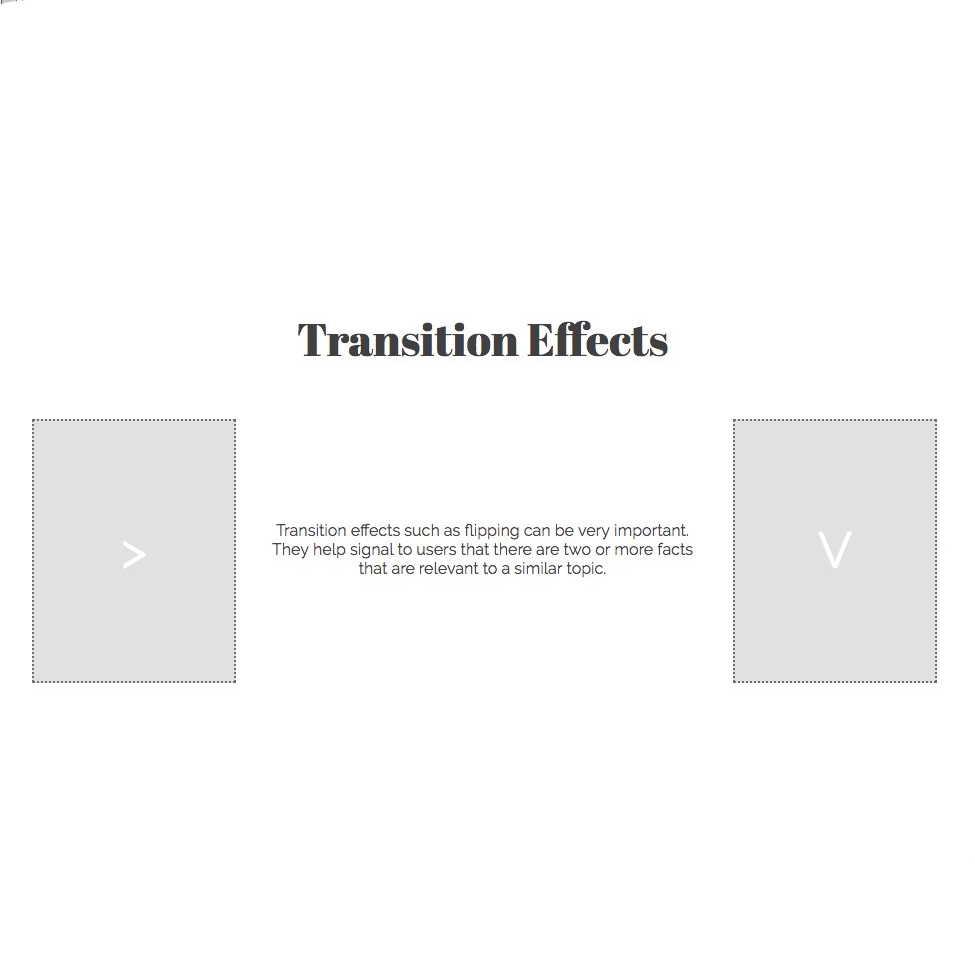 Transition Effects
>
Transition effects such as flipping can be very important.
They help signal to users that there are two or more facts
that are relevant to a similar topic.
V